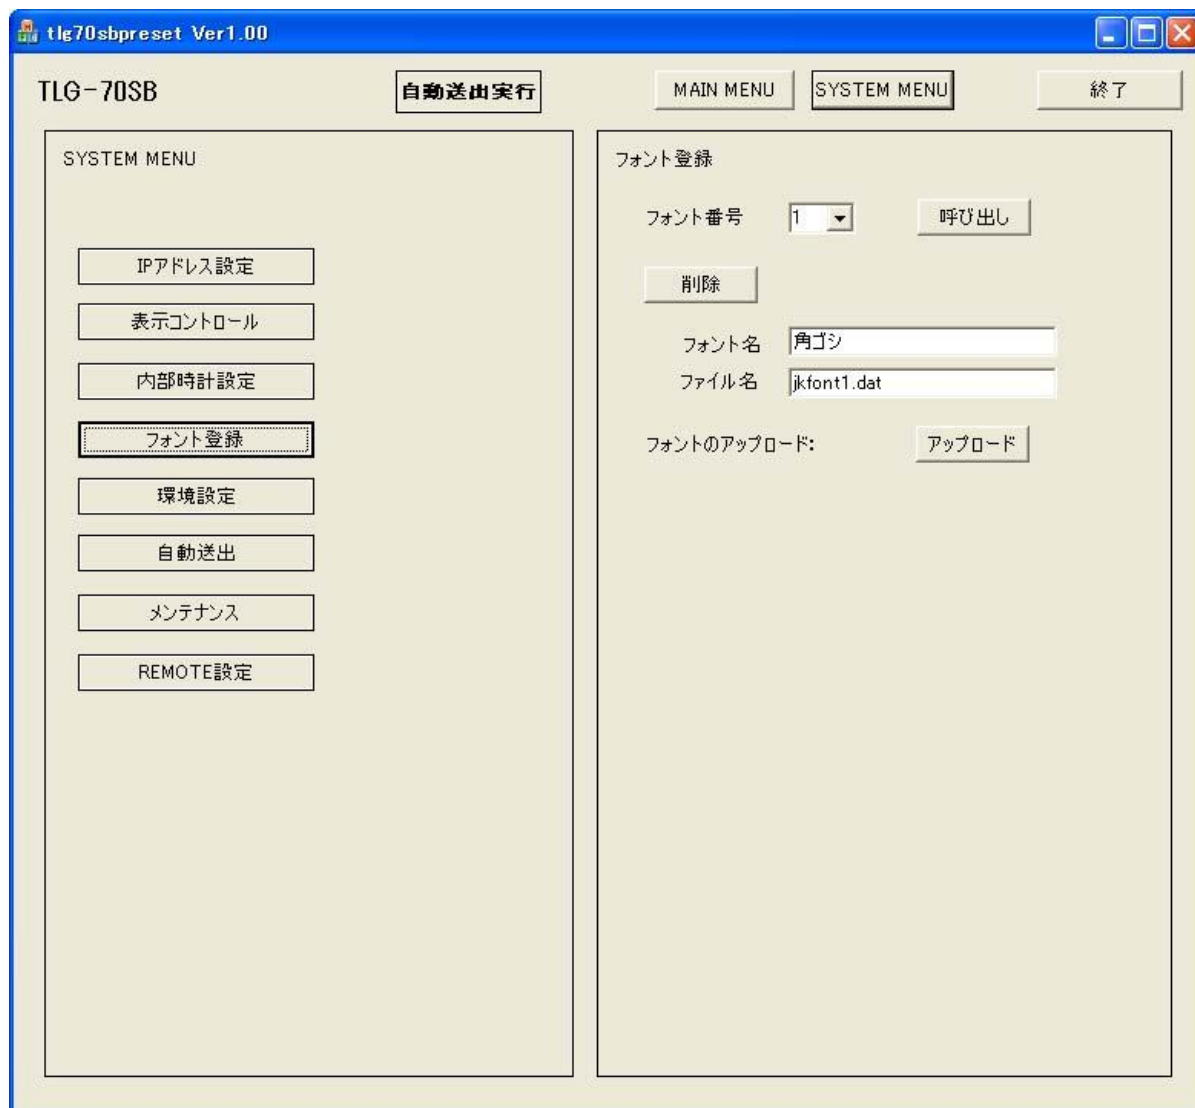 tlg70sbpreset Ver1.00
TLG-70SB
自動送出実行
MAIN MENU
SYSTEM MENU
終了
SYSTEM MENU
IPアドレス設定
表示コントロール
内部時計設定
フォント登録
環境設定
自動送出
メンテナンス
REMOTE設定
フォント登録
フォント番号 1 呼び出し
削除
フォント名 角ゴシ
ファイル名 jkfont1.dat
フォントのアップロード: アップロード